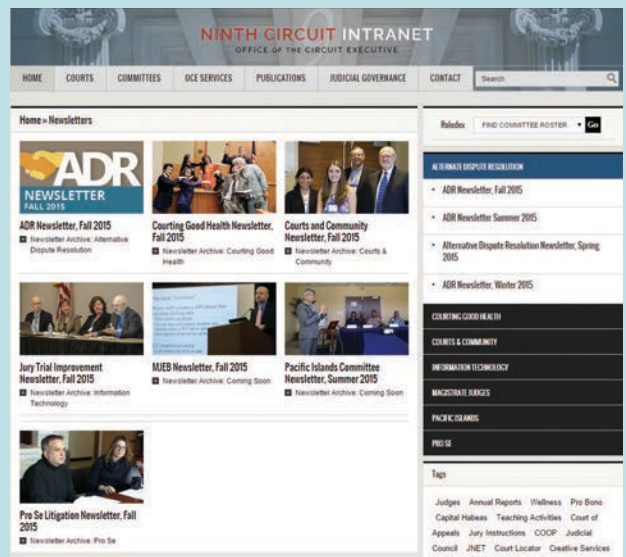 NINTH CIRCUIT INTRANET
OFFICE OF THE CIRCUIT EXECUTIVE
HOME COURTS COMMITTEES OCE SERVICES PUBLICATIONS JUDICIAL GOVERNANCE CONTACT Search
Home » Newsletters
ADR
NEWSLETTER
FALL 2015
ADR Newsletter, Fall 2015
Newsletter Archive: Alternative
Dispute Resolution
Courting Good Health Newsletter,
Fall 2015
Newsletter Archive: Courting Good
Health
Courts and Community
Newsletter, Fall 2015
Newsletter Archive: Courts &
Community
Jury Trial Improvement
Newsletter, Fall 2015
Newsletter Archive: Information
Technology
MJEB Newsletter, Fall 2015
Newsletter Archive: Coming Soon
Pacific Islands Committee
Newsletter, Summer 2015
Newsletter Archive: Coming Soon
Pro Se Litigation Newsletter, Fall
2015
Newsletter Archive: Pro Se
Rolodex FIND COMMITTEE ROSTER Go
ALTERNATE DISPUTE RESOLUTION
ADR Newsletter, Fall 2015
ADR Newsletter Summer 2015
Alternative Dispute Resolution Newsletter, Spring
2015
ADR Newsletter, Winter 2015
COURTING GOOD HEALTH
COURTS & COMMUNITY
INFORMATION TECHNOLOGY
MAGISTRATE JUDGES
PACIFIC ISLANDS
PRO SE
Tags
Judges Annual Reports Wellness Pro Bono
Capital Habeas Teaching Activities Court of
Appeals Jury Instructions COOP Judicial
Council JNET Court Locator Creative Services